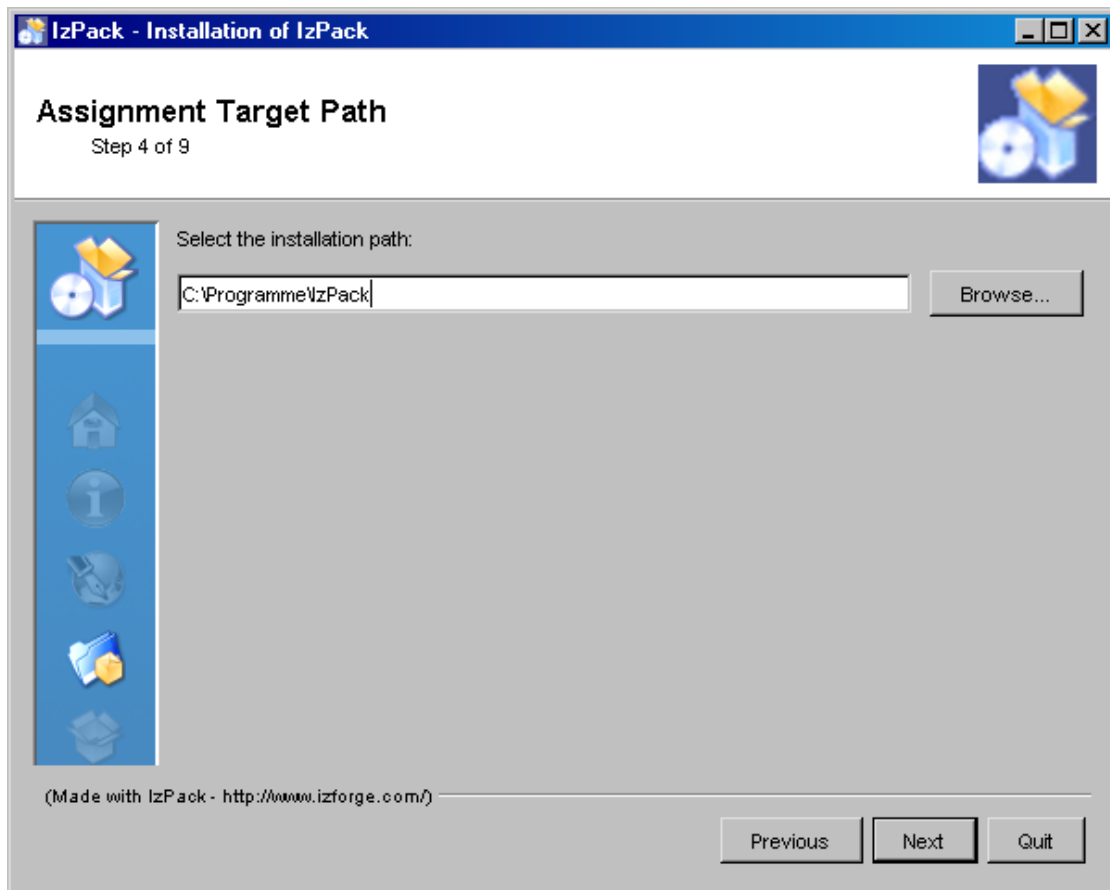 IzPack - Installation of IzPack
Assignment Target Path
Step 4 of 9
Select the installation path:
C:\Programme\IzPack
Browse...
(Made with IzPack - http://www.izforge.com/)
Previous
Next
Quit